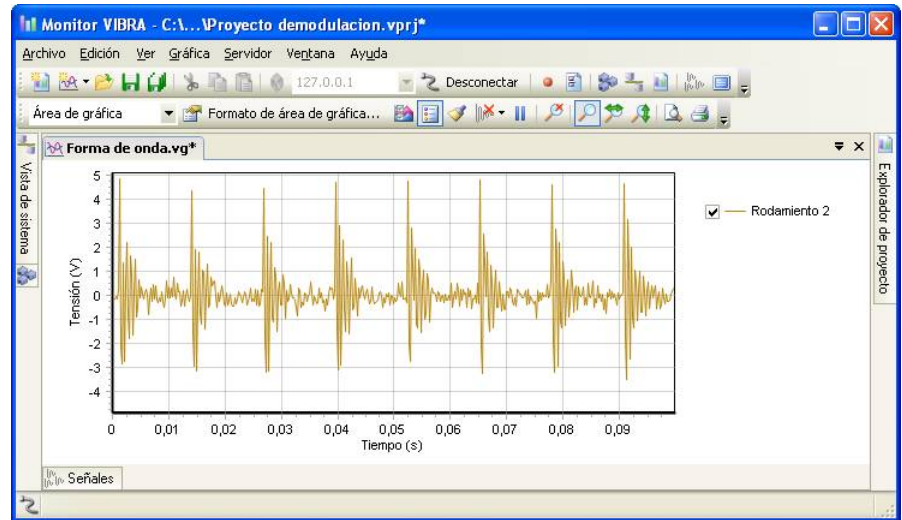 Monitor VIBRA - C:\...\Proyecto demodulacion.vprj*
Archivo Edición Ver Gráfica Servidor Ventana Ayuda
127.0.0.1 Desconectar
Área de gráfica Formato de área de gráfica...
Vista de sistema
Forma de onda.vg*
Explorador de proyecto
Tensión (V)
5
4
3
2
1
0
-1
-2
-3
-4
Rodamiento 2
0 0,01 0,02 0,03 0,04 0,05 0,06 0,07 0,08 0,09
Tiempo (s)
Señales